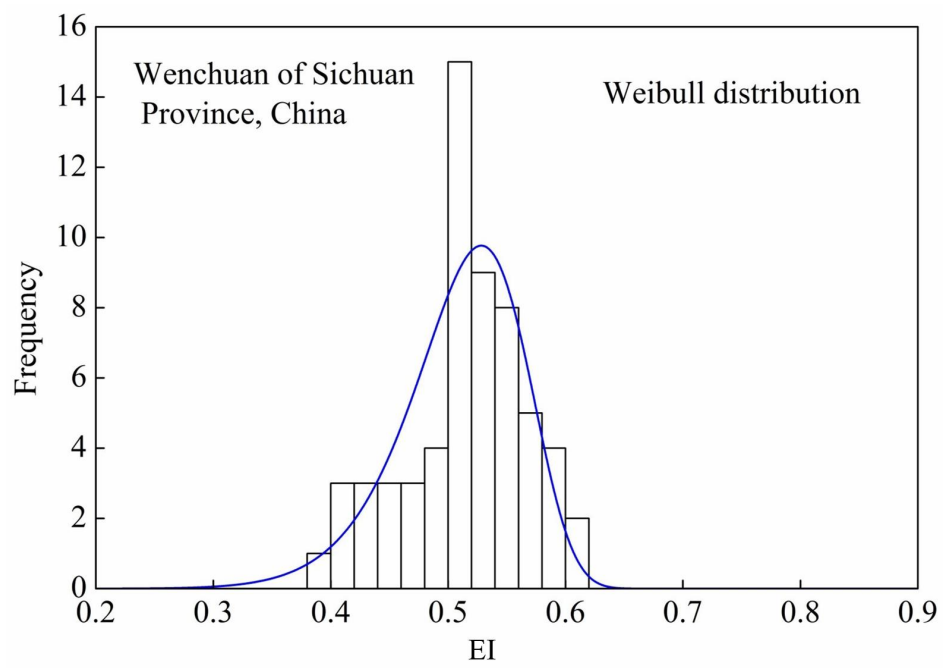 Wenchuan of Sichuan
Province, China
Weibull distribution
Frequency
16
14
12
10
8
6
4
2
0
0.2 0.3 0.4 0.5 0.6 0.7 0.8 0.9
EI